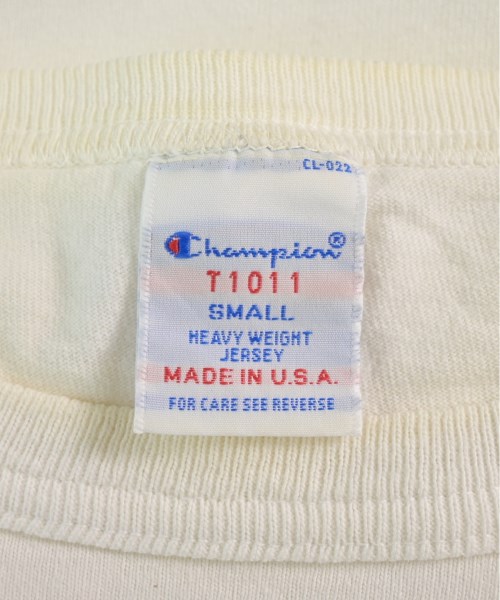 CL-022
Champion®
T1011
SMALL
HEAVY WEIGHT
JERSEY
MADE IN U.S.A.
FOR CARE SEE REVERSE